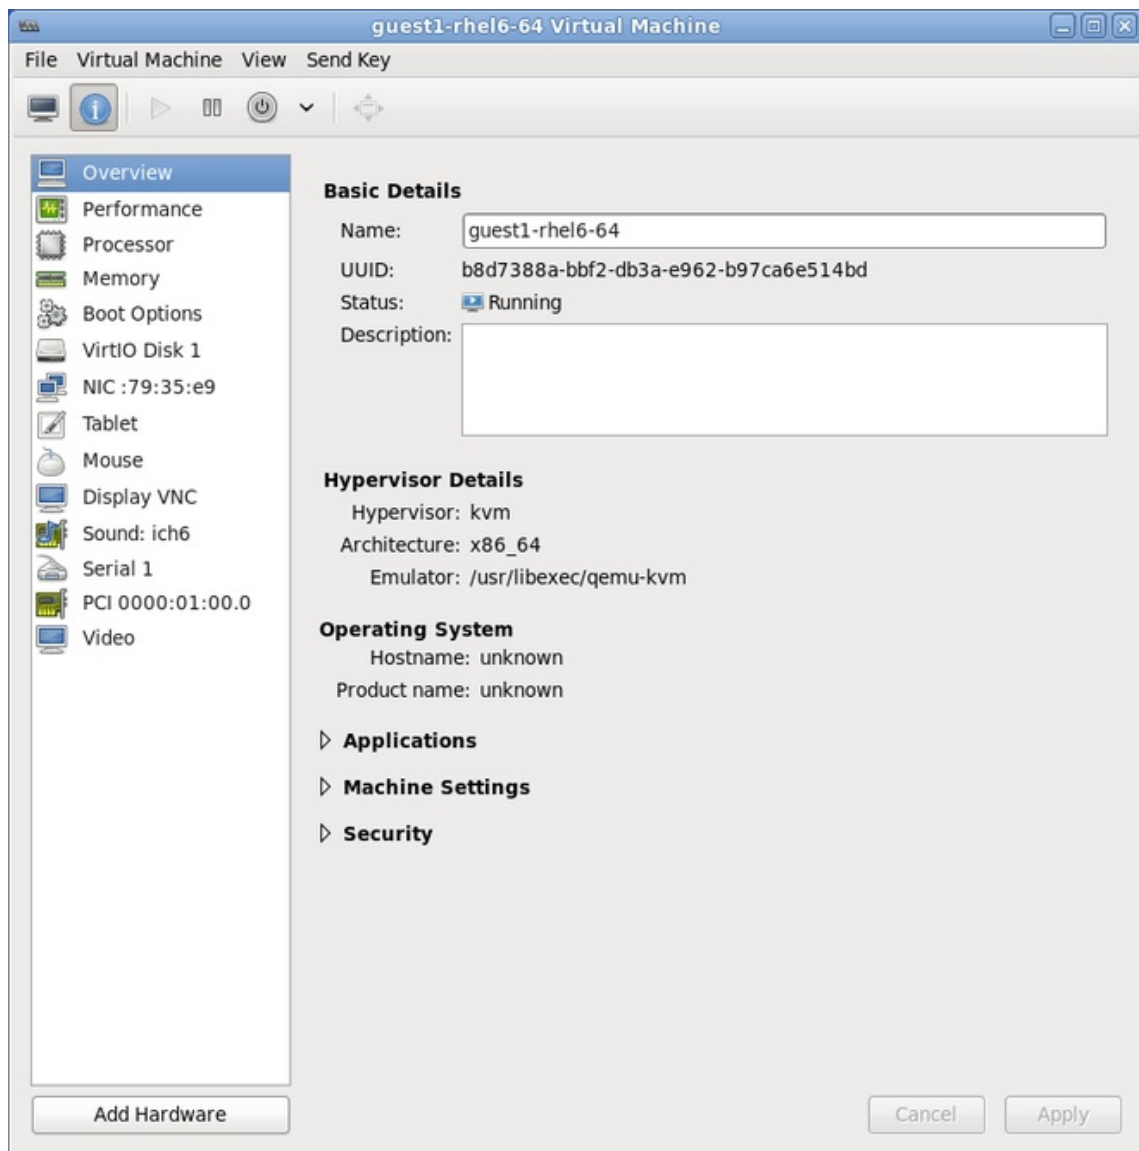 guest1-rhel6-64 Virtual Machine
File Virtual Machine View Send Key
Overview
Performance
Processor
Memory
Boot Options
VirtIO Disk 1
NIC :79:35:e9
Tablet
Mouse
Display VNC
Sound: ich6
Serial 1
PCI 0000:01:00.0
Video
Add Hardware
Basic Details
Name: guest1-rhel6-64
UUID: b8d7388a-bbf2-db3a-e962-b97ca6e514bd
Status: Running
Description:
Hypervisor Details
Hypervisor: kvm
Architecture: x86_64
Emulator: /usr/libexec/qemu-kvm
Operating System
Hostname: unknown
Product name: unknown
Applications
Machine Settings
Security
Cancel Apply